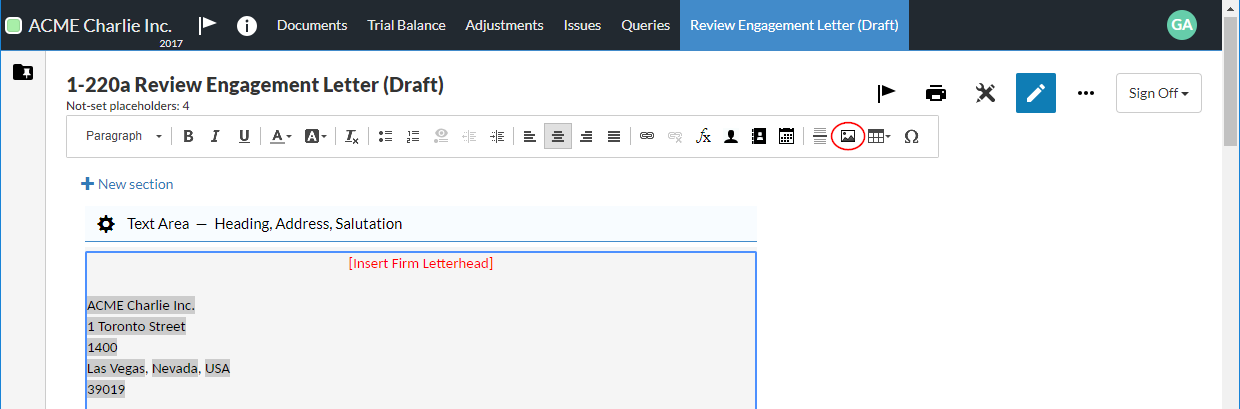 ACME Charlie Inc. Documents Trial Balance Adjustments Issues Queries Review Engagement Letter (Draft) GA
2017
1-220a Review Engagement Letter (Draft)
Not-set placeholders: 4
Sign Off
Paragraph B I U A A Ix fx Ω
New section
Text Area — Heading, Address, Salutation
[Insert Firm Letterhead]
ACME Charlie Inc.
1 Toronto Street
1400
Las Vegas, Nevada, USA
39019